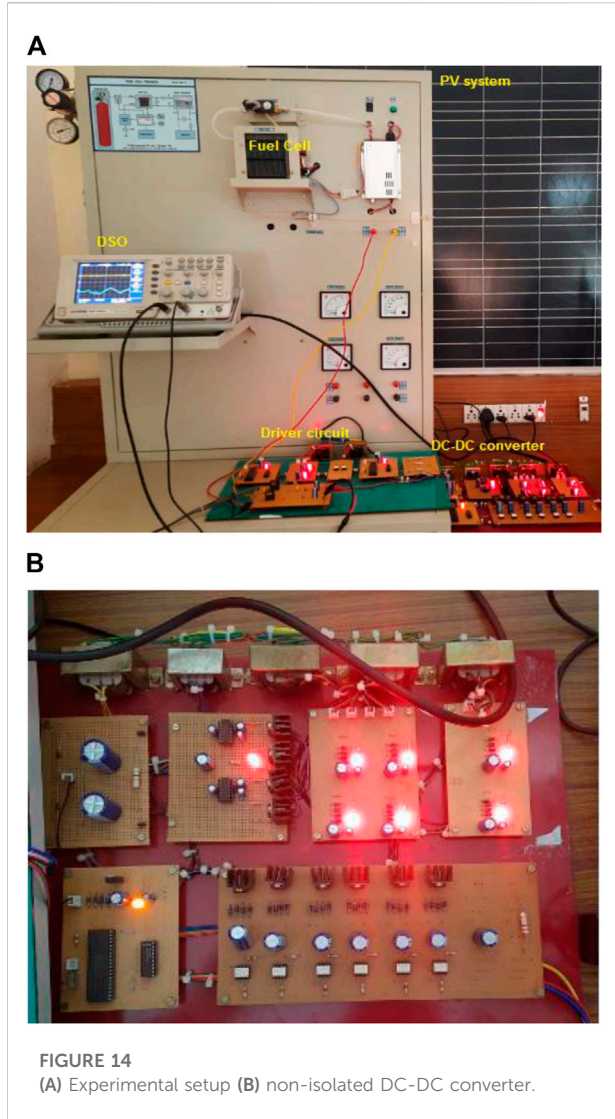 A
PV system
Fuel Cell
DSO
Driver circuit
DC-DC converter
B
FIGURE 14
(A) Experimental setup (B) non-isolated DC-DC converter.